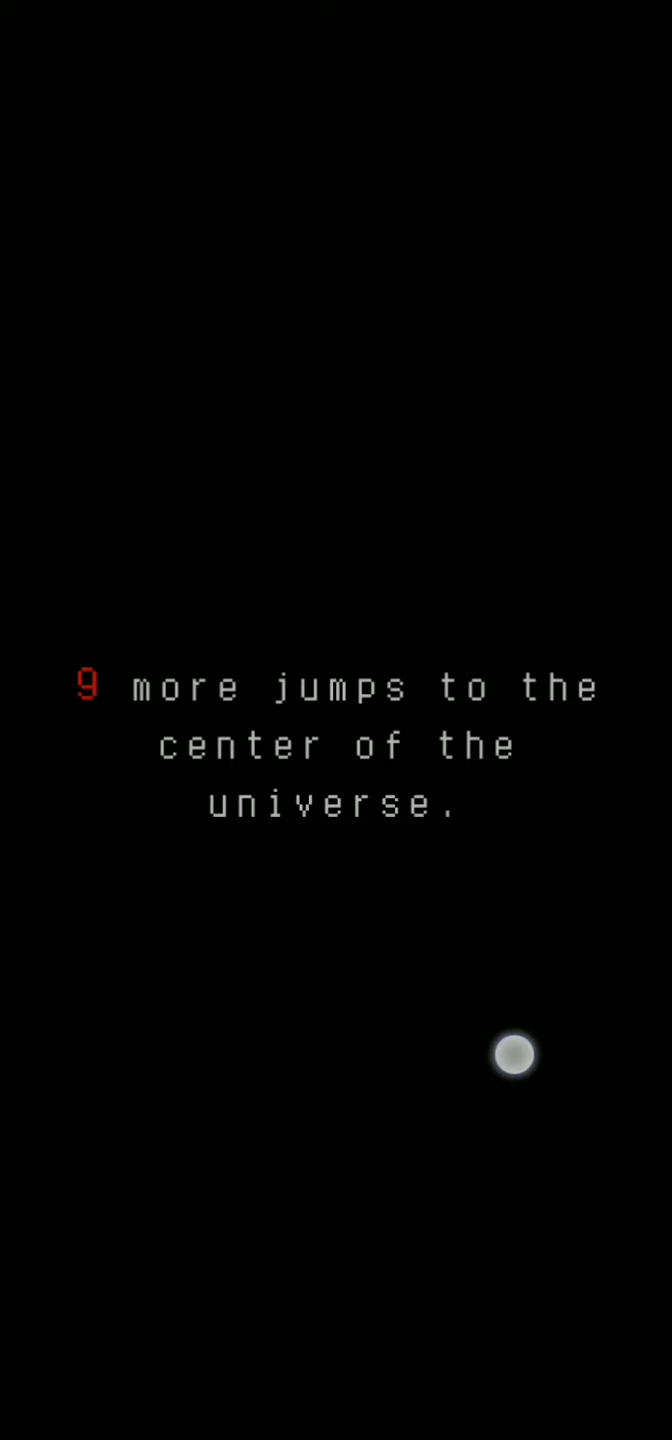 9 more jumps to the
center of the
universe.